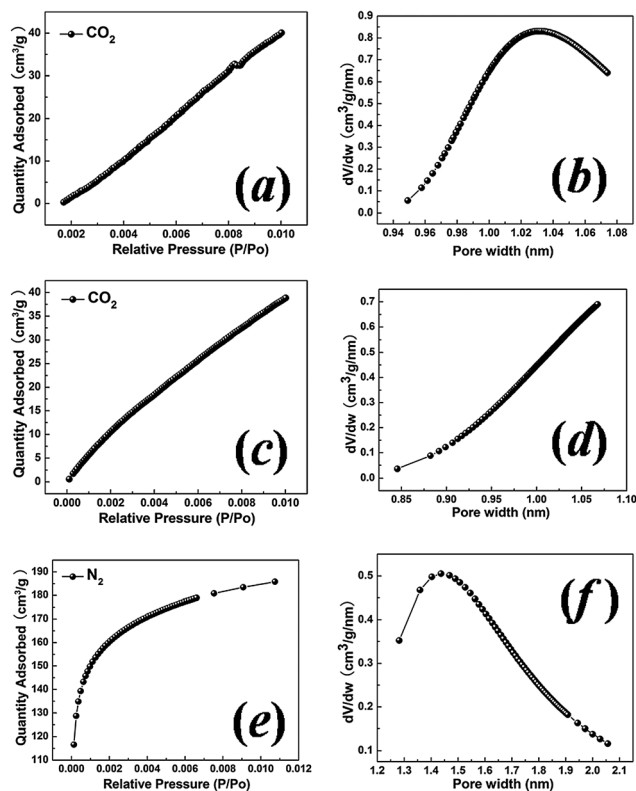 40
30
20
10
0
Quantity Adsorbed (cm³/g)
CO₂
(a)
0.002 0.004 0.006 0.008 0.010
Relative Pressure (P/Po)
0.9
0.8
0.7
0.6
0.5
0.4
0.3
0.2
0.1
0.0
dV/dw (cm³/g/nm)
(b)
0.94 0.96 0.98 1.00 1.02 1.04 1.06 1.08
Pore width (nm)
40
35
30
25
20
15
10
5
0
Quantity Adsorbed (cm³/g)
CO₂
(c)
0.000 0.002 0.004 0.006 0.008 0.010
Relative Pressure (P/Po)
0.7
0.6
0.5
0.4
0.3
0.2
0.1
0.0
dV/dw (cm³/g/nm)
(d)
0.85 0.90 0.95 1.00 1.05 1.10
Pore width (nm)
190
180
170
160
150
140
130
120
110
Quantity Adsorbed (cm³/g)
N₂
(e)
0.000 0.002 0.004 0.006 0.008 0.010 0.012
Relative Pressure (P/Po)
0.5
0.4
0.3
0.2
0.1
dV/dw (cm³/g/nm)
(f)
1.2 1.3 1.4 1.5 1.6 1.7 1.8 1.9 2.0 2.1
Pore width (nm)